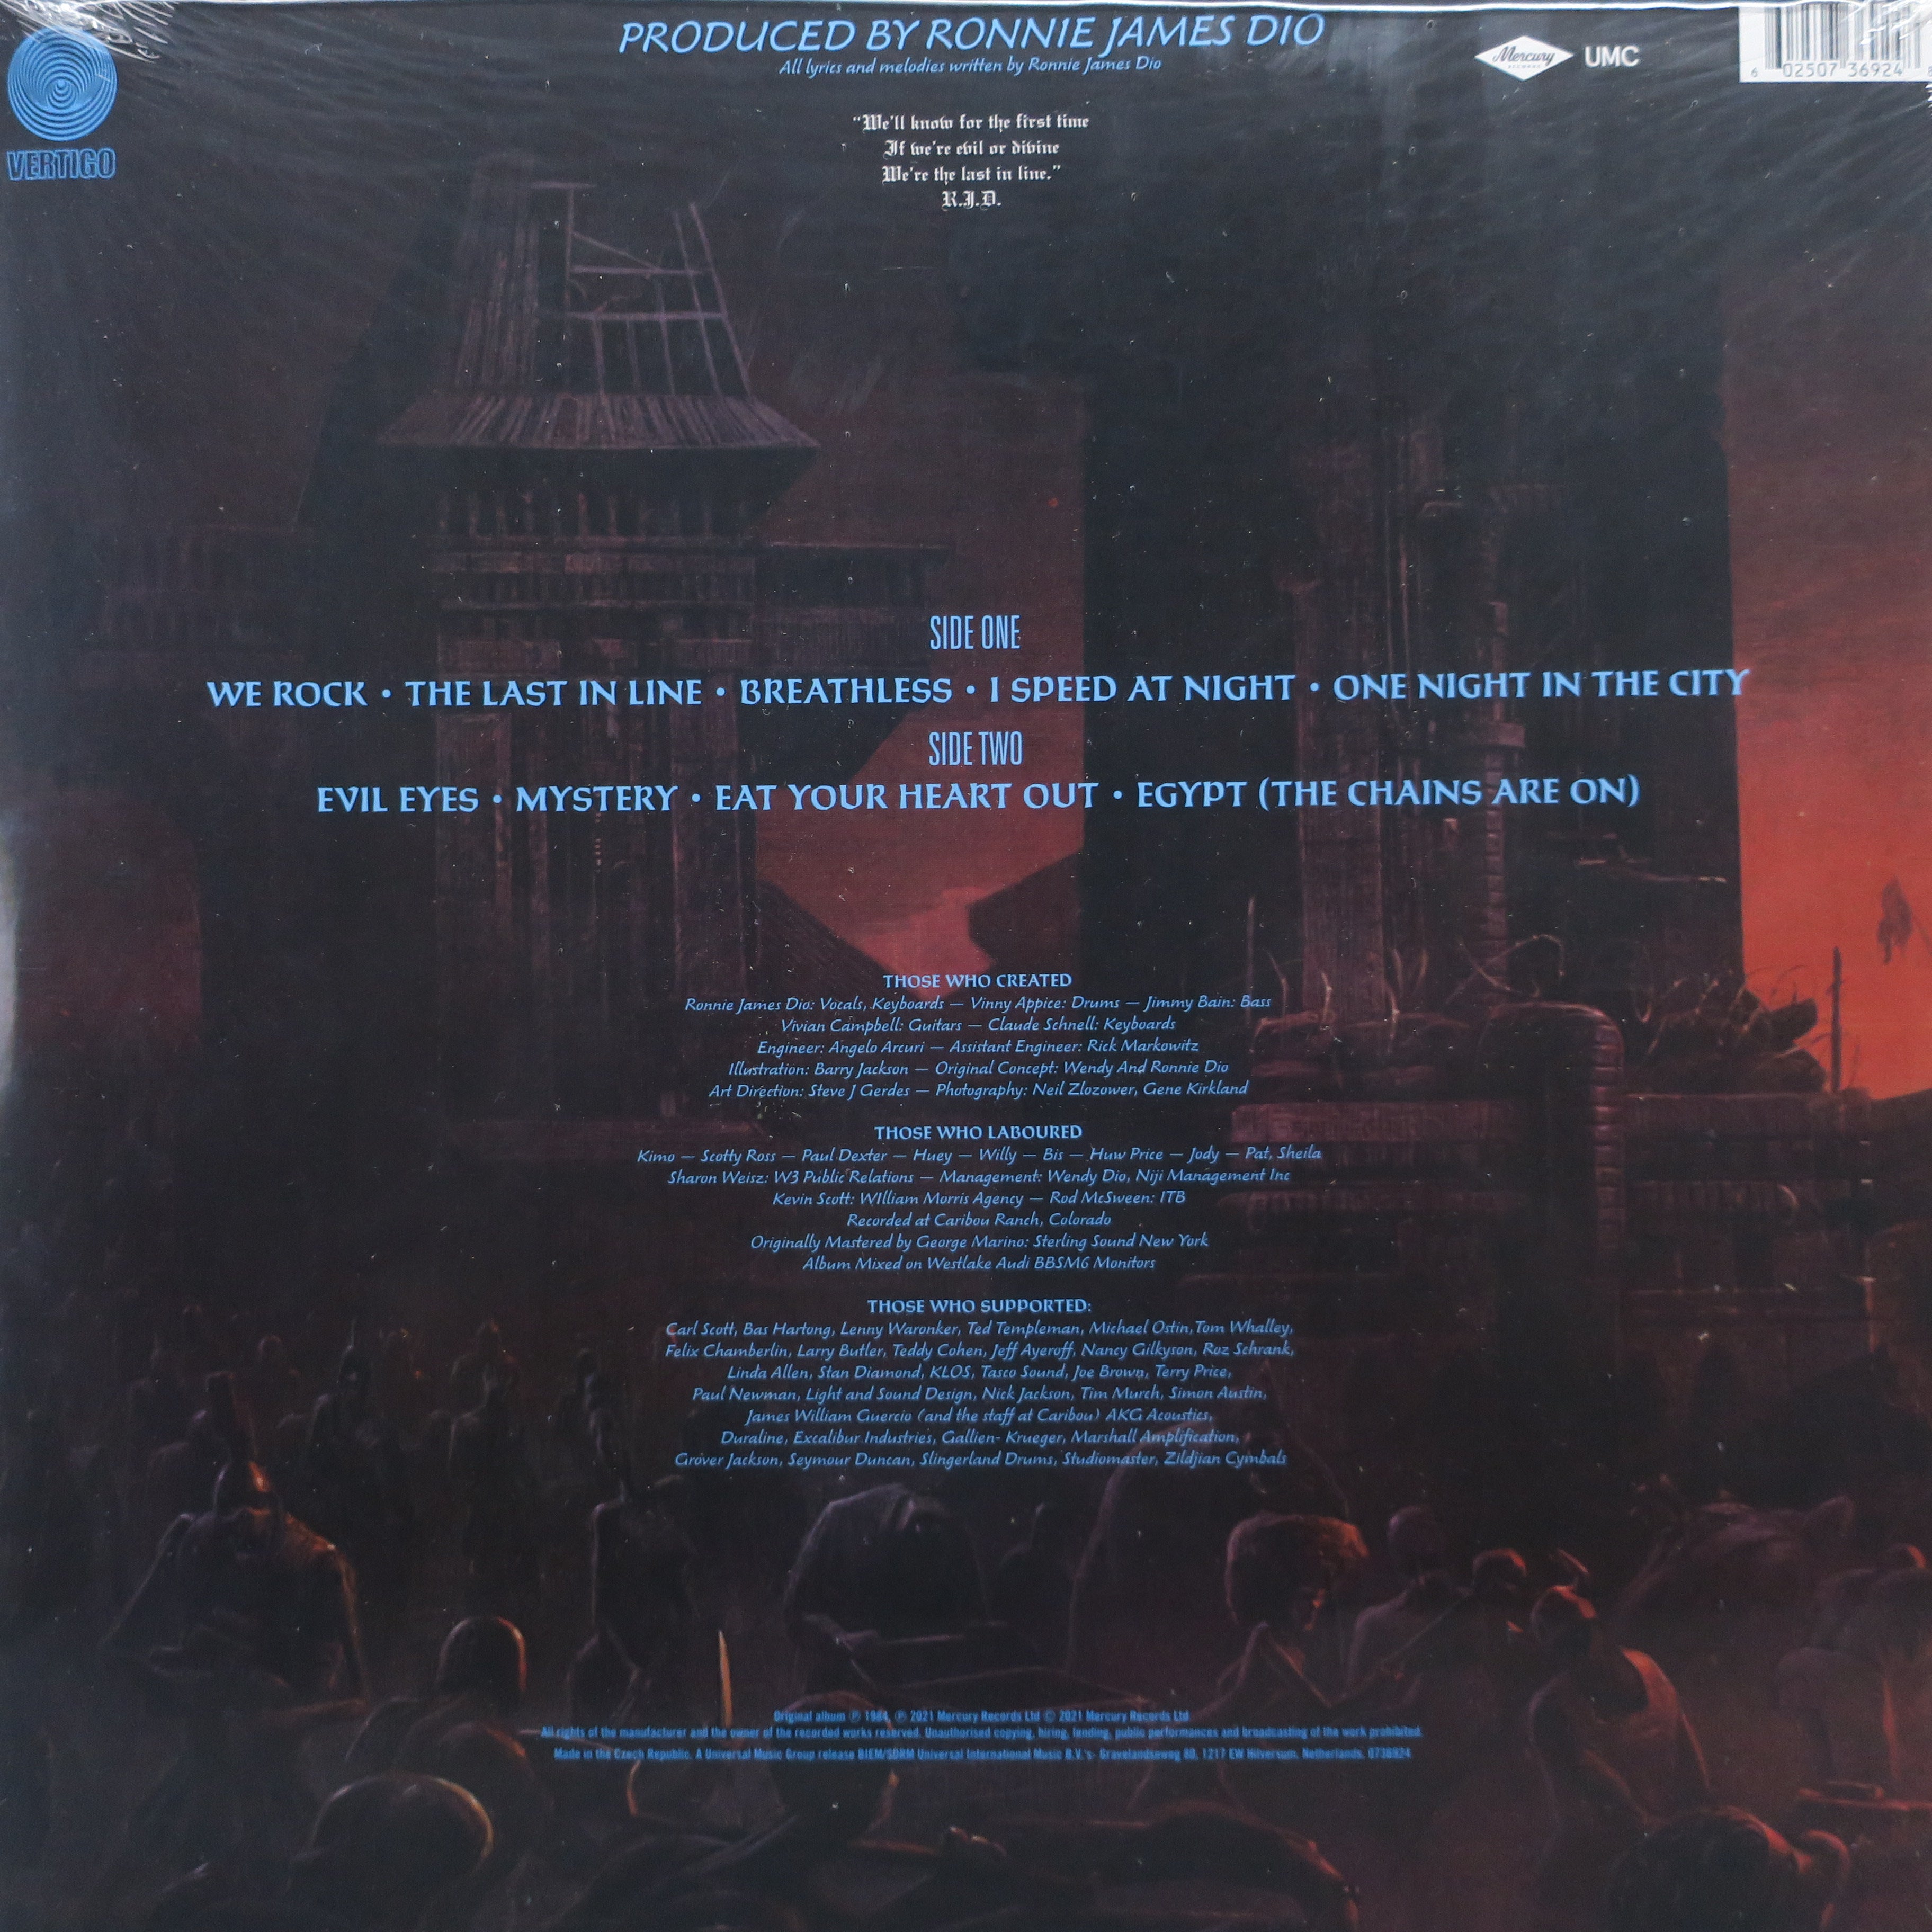 PRODUCED BY RONNIE JAMES DIO
All lyrics and melodies written by Ronnie James Dio
Mercury
RECORDS
UMC
6 02507 36924
VERTIGO
"We'll know for the first time
If we're evil or divine
We're the last in line."
R.J.D.
SIDE ONE
WE ROCK • THE LAST IN LINE • BREATHLESS • I SPEED AT NIGHT • ONE NIGHT IN THE CITY
SIDE TWO
EVIL EYES • MYSTERY • EAT YOUR HEART OUT • EGYPT (THE CHAINS ARE ON)
THOSE WHO CREATED
Ronnie James Dio: Vocals, Keyboards — Vinny Appice: Drums — Jimmy Bain: Bass
Vivian Campbell: Guitars — Claude Schnell: Keyboards
Engineer: Angelo Arcuri — Assistant Engineer: Rick Markowitz
Illustration: Barry Jackson — Original Concept: Wendy And Ronnie Dio
Art Direction: Steve J Gerdes — Photography: Neil Zlozower, Gene Kirkland
THOSE WHO LABOURED
Kimo — Scotty Ross — Paul Dexter — Huey — Willy — Bis — Huw Price — Jody — Pat, Sheila
Sharon Weisz: W3 Public Relations — Management: Wendy Dio, Niji Management Inc
Kevin Scott: WIlliam Morris Agency — Rod McSween: ITB
Recorded at Caribou Ranch, Colorado
Originally Mastered by George Marino: Sterling Sound New York
Album Mixed on Westlake Audi BBSM6 Monitors
THOSE WHO SUPPORTED:
Carl Scott, Bas Hartong, Lenny Waronker, Ted Templeman, Michael Ostin,Tom Whalley,
Felix Chamberlin, Larry Butler, Teddy Cohen, Jeff Ayeroff, Nancy Gilkyson, Roz Schrank,
Linda Allen, Stan Diamond, KLOS, Tasco Sound, Joe Brown, Terry Price,
Paul Newman, Light and Sound Design, Nick Jackson, Tim Murch, Simon Austin,
James William Guercio (and the staff at Caribou) AKG Acoustics,
Duraline, Excalibur Industries, Gallien- Krueger, Marshall Amplification,
Grover Jackson, Seymour Duncan, Slingerland Drums, Studiomaster, Zildjian Cymbals
Original album ℗ 1984, ℗ 2021 Mercury Records Ltd © 2021 Mercury Records Ltd
All rights of the manufacturer and the owner of the recorded works reserved. Unauthorised copying, hiring, lending, public performances and broadcasting of the work prohibited.
Made in the Czech Republic. A Universal Music Group release BIEM/SDRM Universal International Music B.V.'s- Gravelandseweg 80, 1217 EW Hilversum, Netherlands. 0736924